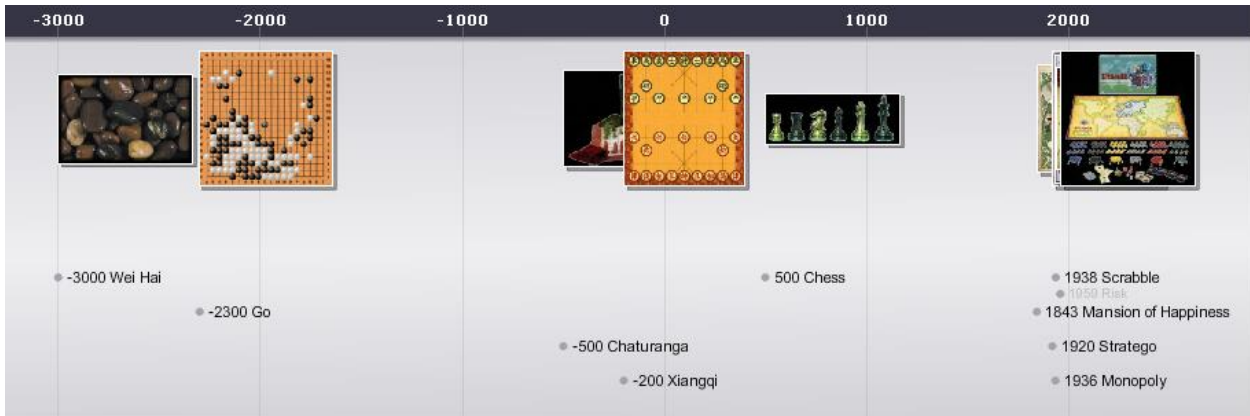 -3000 -2000 -1000 0 1000 2000
-3000 Wei Hai
500 Chess
1938 Scrabble
1959 Risk
-2300 Go
1843 Mansion of Happiness
-500 Chaturanga
1920 Stratego
-200 Xiangqi
1936 Monopoly